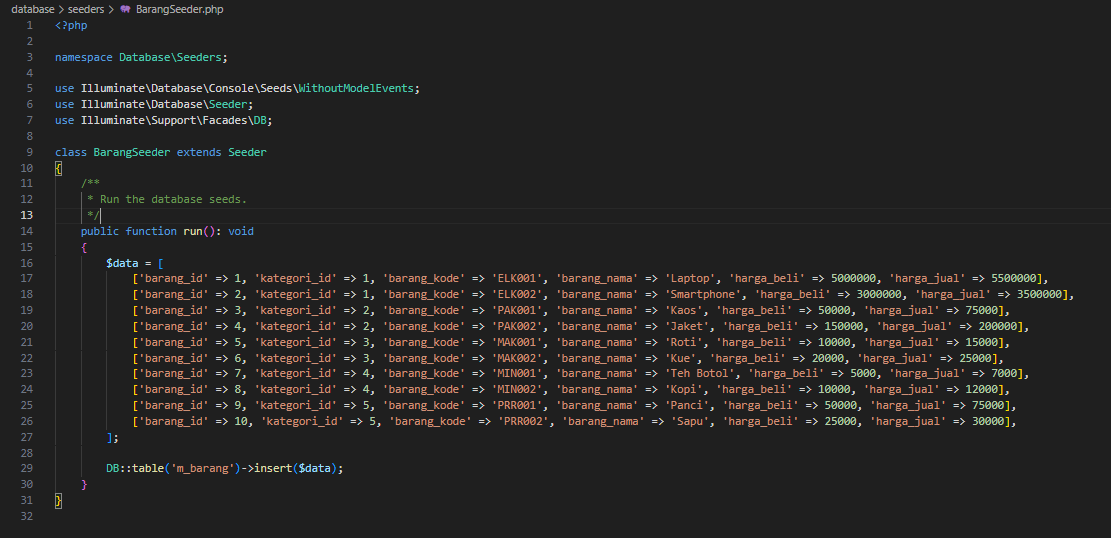 database > seeders > BarangSeeder.php
1 <?php
2
3 namespace Database\Seeders;
4
5 use Illuminate\Database\Console\Seeds\WithoutModelEvents;
6 use Illuminate\Database\Seeder;
7 use Illuminate\Support\Facades\DB;
8
9 class BarangSeeder extends Seeder
10 {
11     /**
12      * Run the database seeds.
13      */
14     public function run(): void
15     {
16         $data = [
17             ['barang_id' => 1, 'kategori_id' => 1, 'barang_kode' => 'ELK001', 'barang_nama' => 'Laptop', 'harga_beli' => 5000000, 'harga_jual' => 5500000],
18             ['barang_id' => 2, 'kategori_id' => 1, 'barang_kode' => 'ELK002', 'barang_nama' => 'Smartphone', 'harga_beli' => 3000000, 'harga_jual' => 3500000],
19             ['barang_id' => 3, 'kategori_id' => 2, 'barang_kode' => 'PAK001', 'barang_nama' => 'Kaos', 'harga_beli' => 50000, 'harga_jual' => 75000],
20             ['barang_id' => 4, 'kategori_id' => 2, 'barang_kode' => 'PAK002', 'barang_nama' => 'Jaket', 'harga_beli' => 150000, 'harga_jual' => 200000],
21             ['barang_id' => 5, 'kategori_id' => 3, 'barang_kode' => 'MAK001', 'barang_nama' => 'Roti', 'harga_beli' => 10000, 'harga_jual' => 15000],
22             ['barang_id' => 6, 'kategori_id' => 3, 'barang_kode' => 'MAK002', 'barang_nama' => 'Kue', 'harga_beli' => 20000, 'harga_jual' => 25000],
23             ['barang_id' => 7, 'kategori_id' => 4, 'barang_kode' => 'MIN001', 'barang_nama' => 'Teh Botol', 'harga_beli' => 5000, 'harga_jual' => 7000],
24             ['barang_id' => 8, 'kategori_id' => 4, 'barang_kode' => 'MIN002', 'barang_nama' => 'Kopi', 'harga_beli' => 10000, 'harga_jual' => 12000],
25             ['barang_id' => 9, 'kategori_id' => 5, 'barang_kode' => 'PRR001', 'barang_nama' => 'Panci', 'harga_beli' => 50000, 'harga_jual' => 75000],
26             ['barang_id' => 10, 'kategori_id' => 5, 'barang_kode' => 'PRR002', 'barang_nama' => 'Sapu', 'harga_beli' => 25000, 'harga_jual' => 30000],
27         ];
28
29         DB::table('m_barang')->insert($data);
30     }
31 }
32